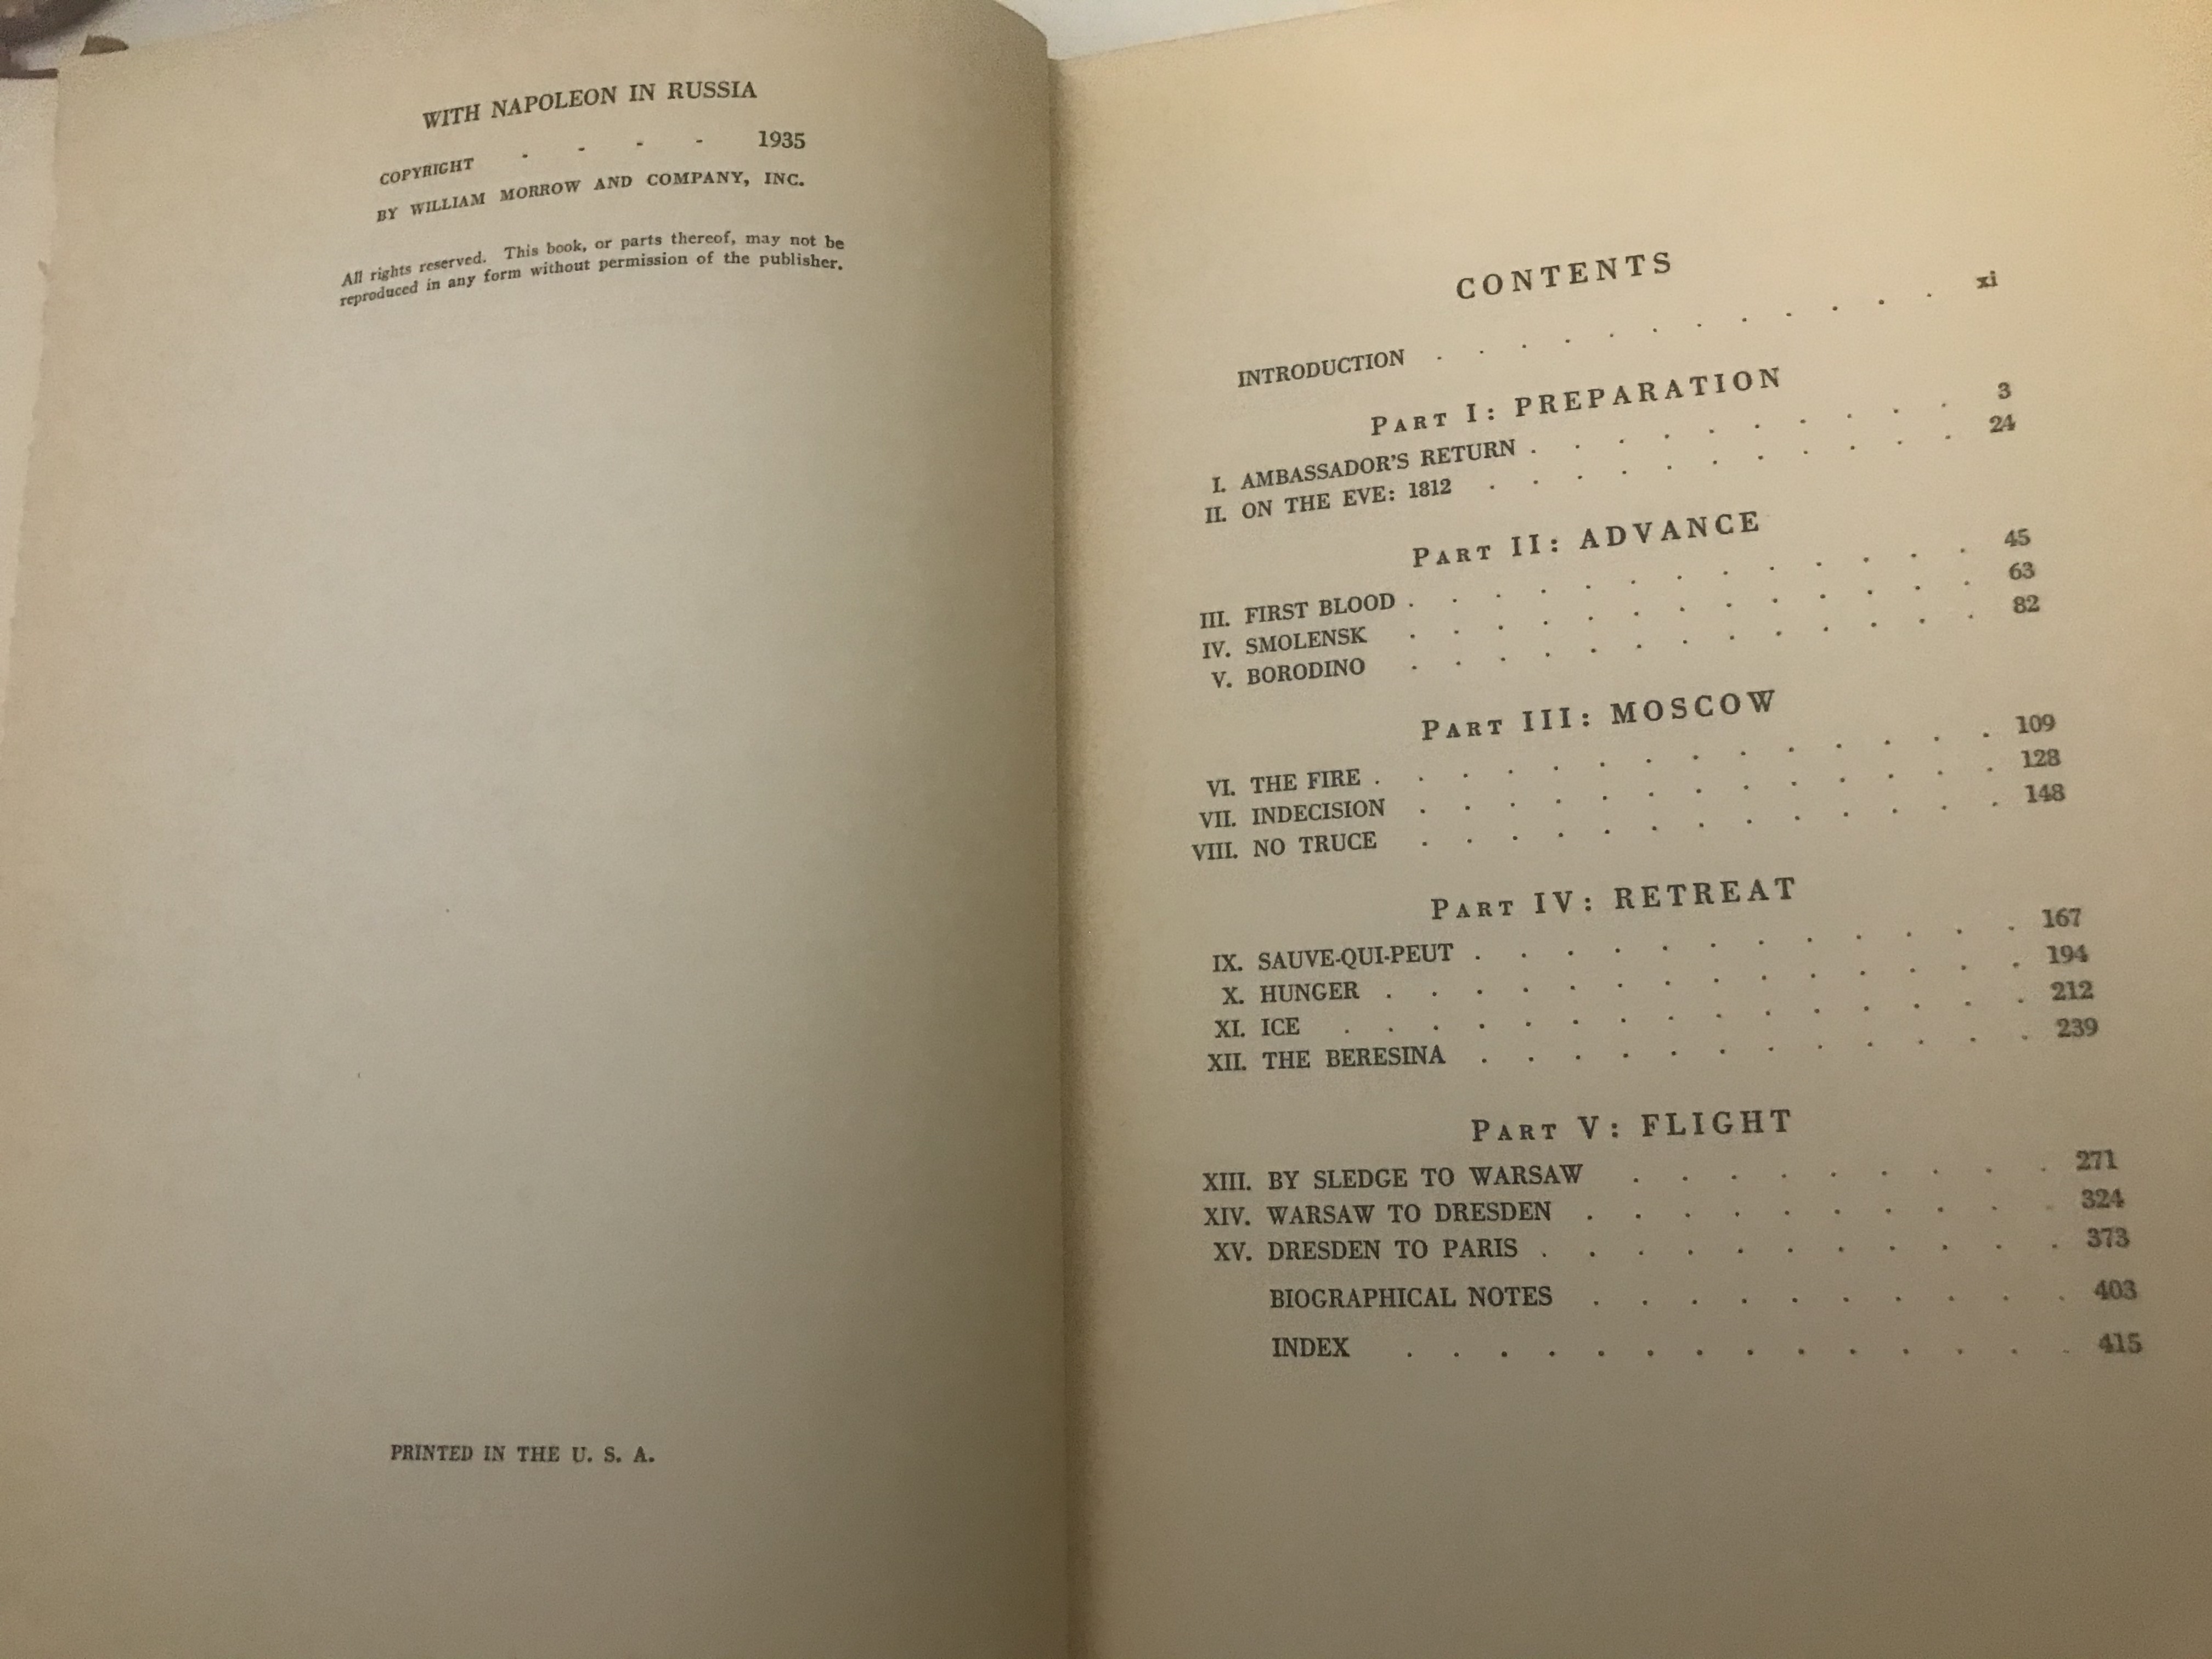 WITH NAPOLEON IN RUSSIA
COPYRIGHT - - - - 1935
BY WILLIAM MORROW AND COMPANY, INC.
All rights reserved. This book, or parts thereof, may not be
reproduced in any form without permission of the publisher.
PRINTED IN THE U. S. A.
CONTENTS
INTRODUCTION . . . . . . . . . . . . xi
PART I: PREPARATION
I. AMBASSADOR'S RETURN . . . . . . . . . . 3
II. ON THE EVE: 1812 . . . . . . . . . . . 24
PART II: ADVANCE
III. FIRST BLOOD . . . . . . . . . . . . . 45
IV. SMOLENSK . . . . . . . . . . . . . 63
V. BORODINO . . . . . . . . . . . . . 82
PART III: MOSCOW
VI. THE FIRE . . . . . . . . . . . . . . 109
VII. INDECISION . . . . . . . . . . . . . 128
VIII. NO TRUCE . . . . . . . . . . . . . 148
PART IV: RETREAT
IX. SAUVE-QUI-PEUT . . . . . . . . . . . . 167
X. HUNGER . . . . . . . . . . . . . . 194
XI. ICE . . . . . . . . . . . . . . . 212
XII. THE BERESINA . . . . . . . . . . . . 239
PART V: FLIGHT
XIII. BY SLEDGE TO WARSAW . . . . . . . . . 271
XIV. WARSAW TO DRESDEN . . . . . . . . . . 324
XV. DRESDEN TO PARIS . . . . . . . . . . . 373
BIOGRAPHICAL NOTES . . . . . . . . . . 403
INDEX . . . . . . . . . . . . . . 415